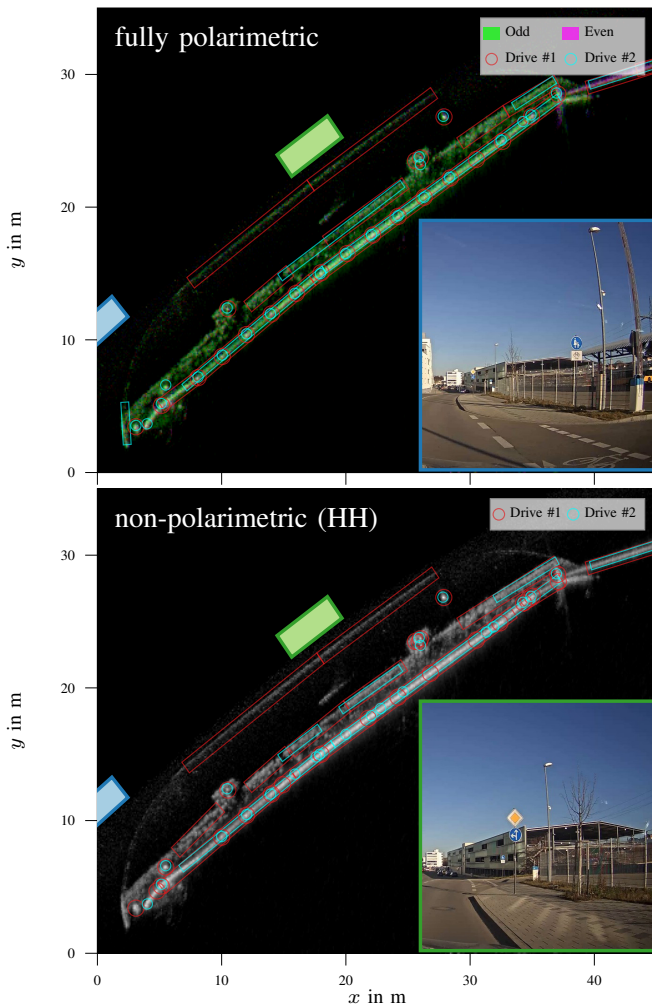 fully polarimetric
Odd Even
Drive #1 Drive #2
30
20
10
0
y in m
non-polarimetric (HH)
Drive #1 Drive #2
30
20
10
0
y in m
0 10 20 30 40
x in m